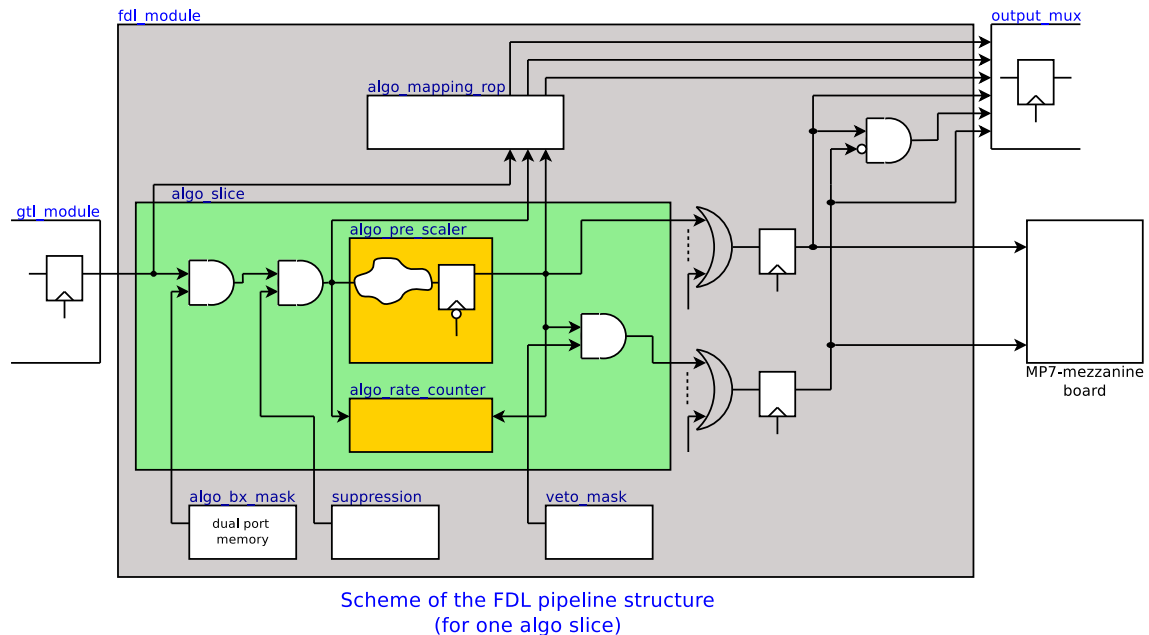 fdl_module
output_mux
algo_mapping_rop
algo_slice
gtl_module
algo_pre_scaler
MP7-mezzanine
board
algo_rate_counter
algo_bx_mask
suppression
veto_mask
dual port
memory
Scheme of the FDL pipeline structure
(for one algo slice)